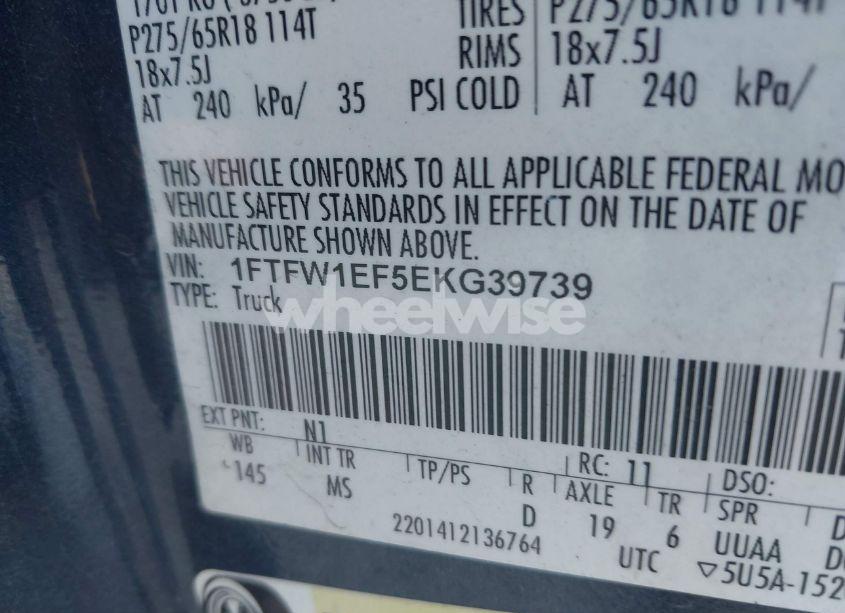 P275/65R18 114T
TIRES P275/65R18 114T
18x7.5J
RIMS 18x7.5J
AT 240 kPa/ 35 PSI COLD AT 240 kPa/
THIS VEHICLE CONFORMS TO ALL APPLICABLE FEDERAL MO
VEHICLE SAFETY STANDARDS IN EFFECT ON THE DATE OF
MANUFACTURE SHOWN ABOVE.
VIN: 1FTFW1EF5EKG39739
TYPE: Truck
wheelwise
EXT PNT: N1 RC: 11 DSO:
WB INT TR TP/PS R AXLE TR SPR
145 MS D 19 6 UUAA
2201412136764 UTC ▽5U5A-152